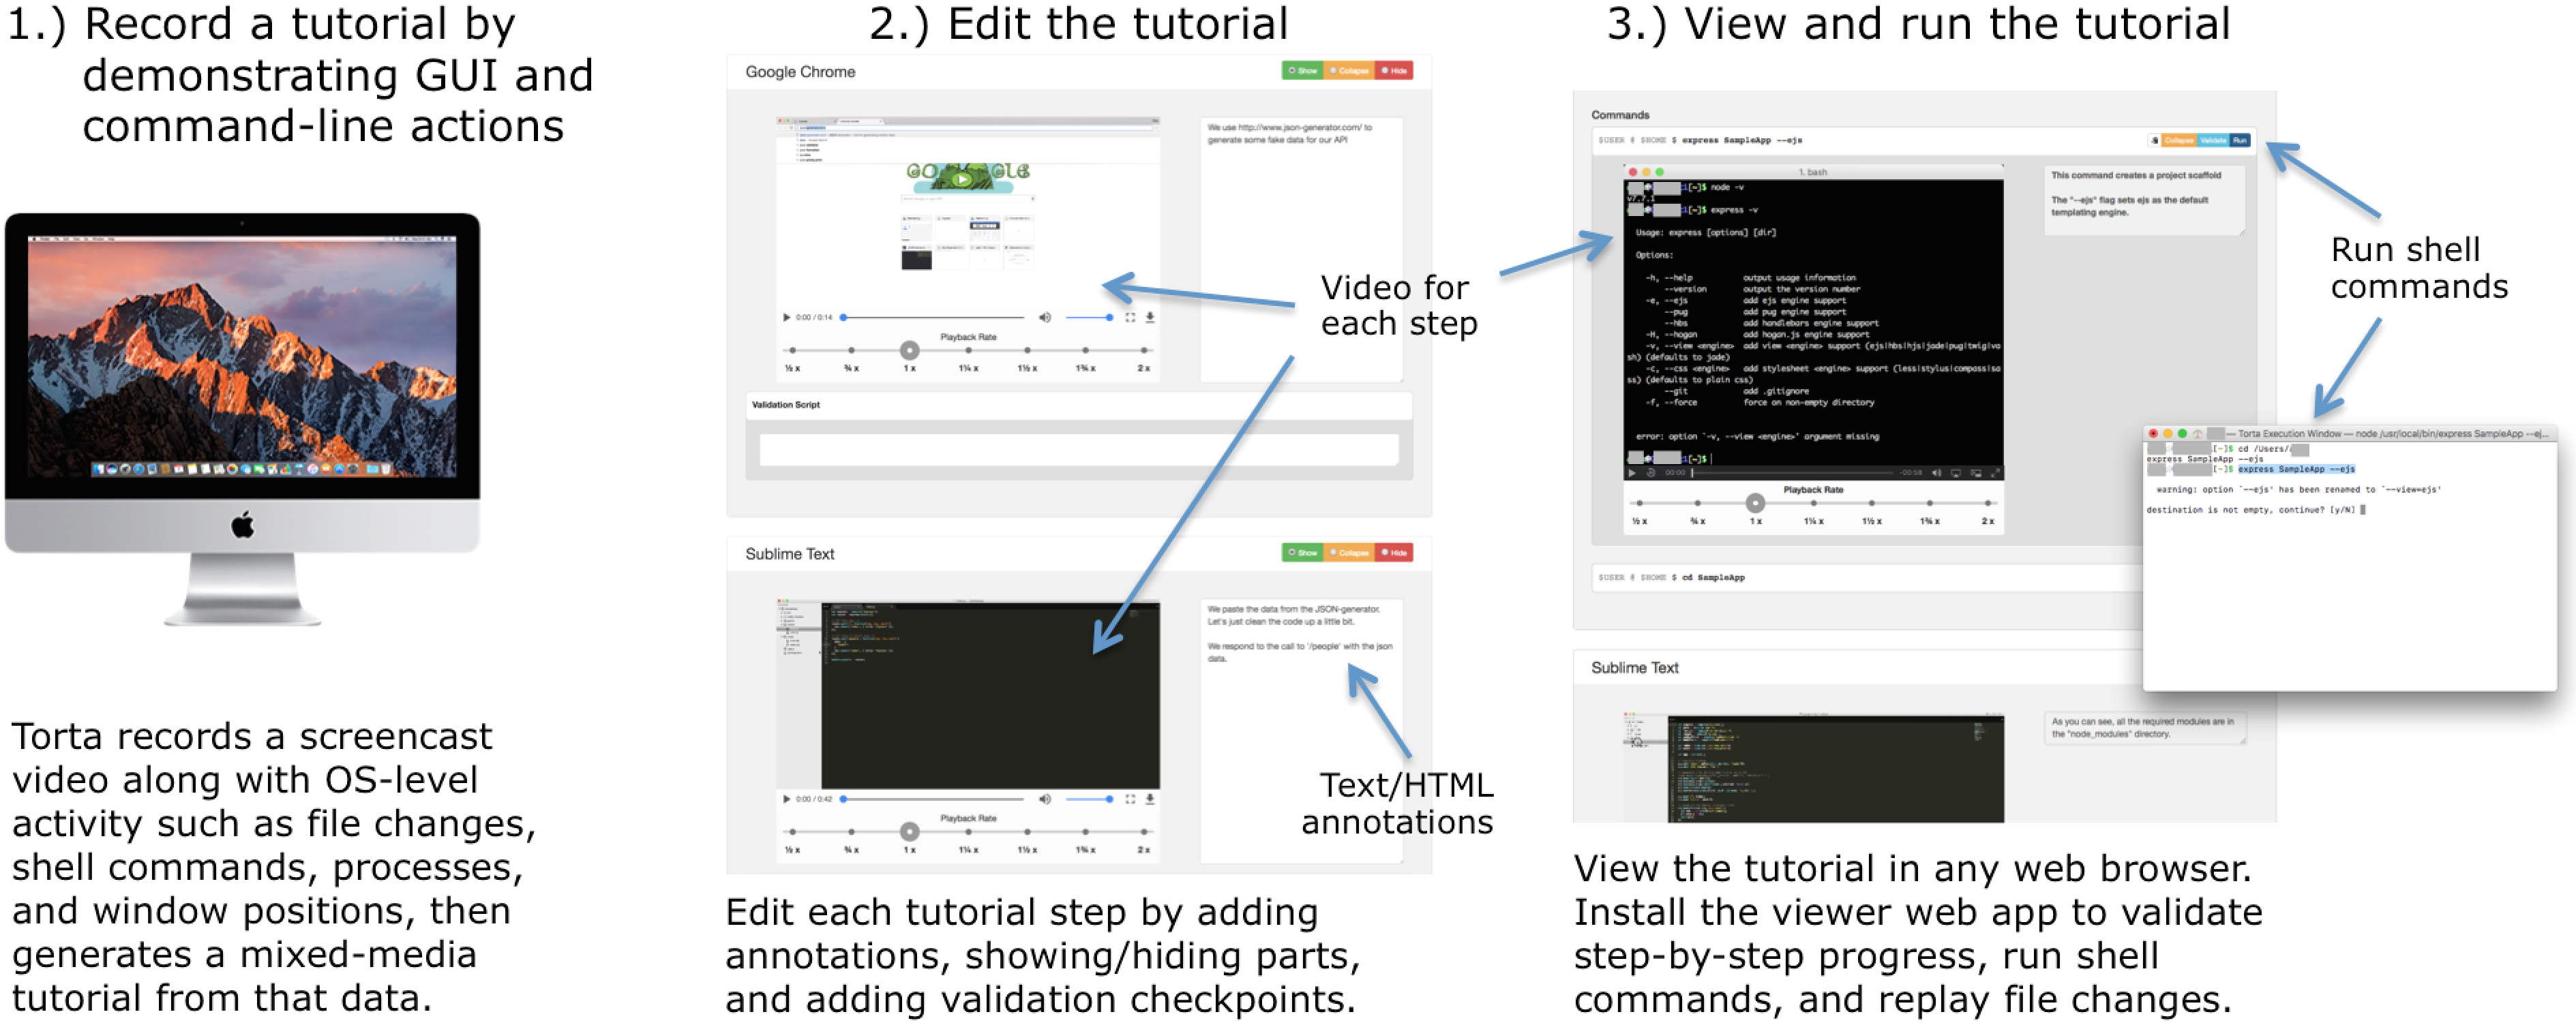 1.) Record a tutorial by
demonstrating GUI and
command-line actions
Torta records a screencast
video along with OS-level
activity such as file changes,
shell commands, processes,
and window positions, then
generates a mixed-media
tutorial from that data.
2.) Edit the tutorial
Google Chrome
Show Collapse Hide
We use http://www.json-generator.com/ to
generate some fake data for our API
0:00 / 0:14
Playback Rate
½ x ¾ x 1 x 1¼ x 1½ x 1¾ x 2 x
Validation Script
Sublime Text
Show Collapse Hide
We paste the data from the JSON-generator.
Let's just clean the code up a little bit.
We respond to the call to '/people' with the json
data.
0:00 / 0:42
Playback Rate
½ x ¾ x 1 x 1¼ x 1½ x 1¾ x 2 x
Video for
each step
Text/HTML
annotations
Edit each tutorial step by adding
annotations, showing/hiding parts,
and adding validation checkpoints.
3.) View and run the tutorial
Commands
$USER # $HOME $ express SampleApp --ejs
Collapse Validate Run
1. bash
1[~]$ node -v
v7.7.1
1[~]$ express -v
Usage: express [options] [dir]
Options:
-h, --help output usage information
--version output the version number
-e, --ejs add ejs engine support
--pug add pug engine support
--hbs add handlebars engine support
-H, --hogan add hogan.js engine support
-v, --view <engine> add view <engine> support (ejs|hbs|hjs|jade|pug|twig|va
sh) (defaults to jade)
-c, --css <engine> add stylesheet <engine> support (less|stylus|compass|sa
ss) (defaults to plain css)
--git add .gitignore
-f, --force force on non-empty directory
error: option `-v, --view <engine>' argument missing
1[~]$
00:00 -00:58
Playback Rate
½ x ¾ x 1 x 1¼ x 1½ x 1¾ x 2 x
This command creates a project scaffold
The "--ejs" flag sets ejs as the default
templating engine.
Run shell
commands
— Torta Execution Window — node /usr/local/bin/express SampleApp --ej...
[~]$ cd /Users/
express SampleApp --ejs
[~]$ express SampleApp --ejs
warning: option `--ejs' has been renamed to `--view=ejs'
destination is not empty, continue? [y/N]
$USER # $HOME $ cd SampleApp
Sublime Text
As you can see, all the required modules are in
the "node_modules" directory.
View the tutorial in any web browser.
Install the viewer web app to validate
step-by-step progress, run shell
commands, and replay file changes.